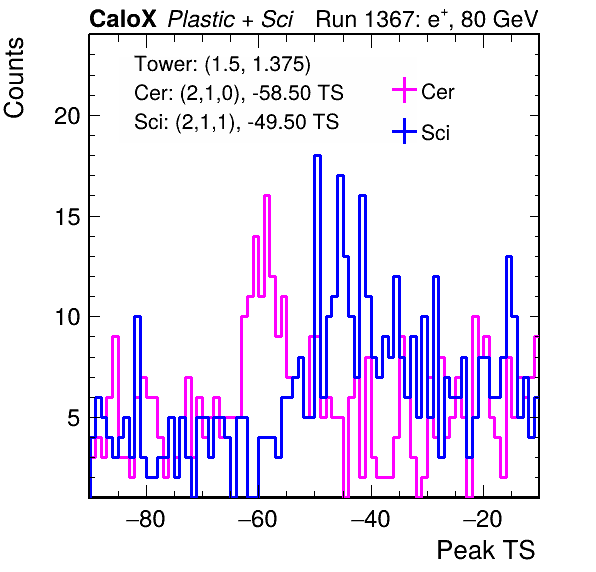 CaloX Plastic + Sci Run 1367: e⁺, 80 GeV
Tower: (1.5, 1.375)
Cer: (2,1,0), -58.50 TS
Sci: (2,1,1), -49.50 TS
Cer
Sci
Counts
20
15
10
5
−80 −60 −40 −20
Peak TS